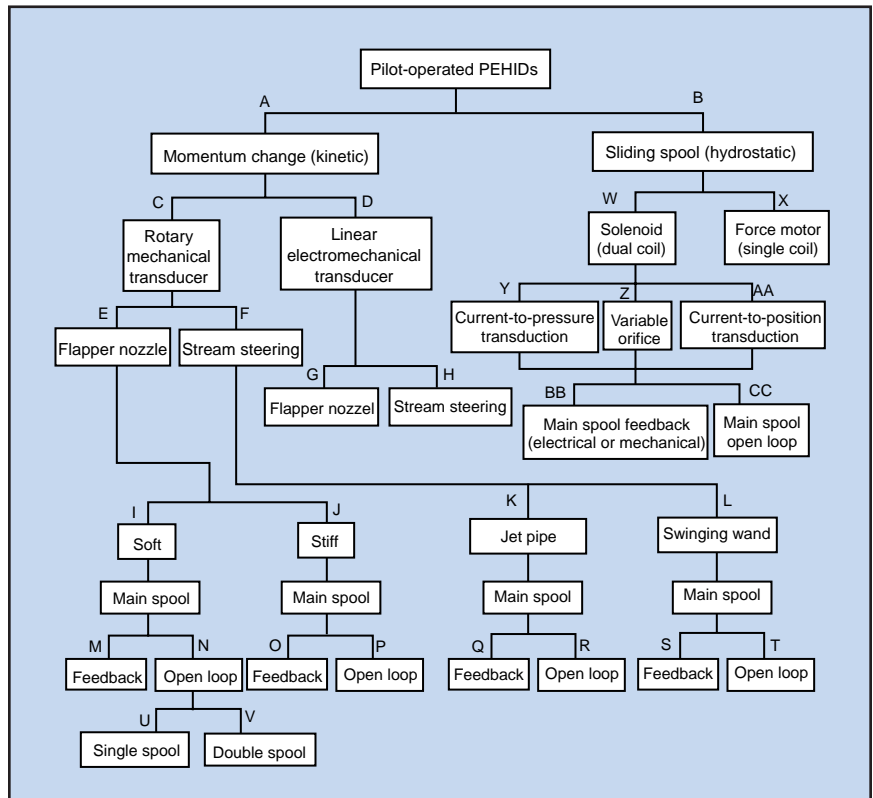 Pilot-operated PEHIDs
A
B
Momentum change (kinetic)
Sliding spool (hydrostatic)
C
D
W
X
Rotary
mechanical
transducer
Linear
electromechanical
transducer
Solenoid
(dual coil)
Force motor
(single coil)
E
F
Y
Z
AA
Flapper nozzle
Stream steering
Current-to-pressure
transduction
Variable
orifice
Current-to-position
transduction
G
H
BB
CC
Flapper nozzel
Stream steering
Main spool feedback
(electrical or mechanical)
Main spool
open loop
I
J
K
L
Soft
Stiff
Jet pipe
Swinging wand
Main spool
Main spool
Main spool
Main spool
M
N
O
P
Q
R
S
T
Feedback
Open loop
Feedback
Open loop
Feedback
Open loop
Feedback
Open loop
U
V
Single spool
Double spool